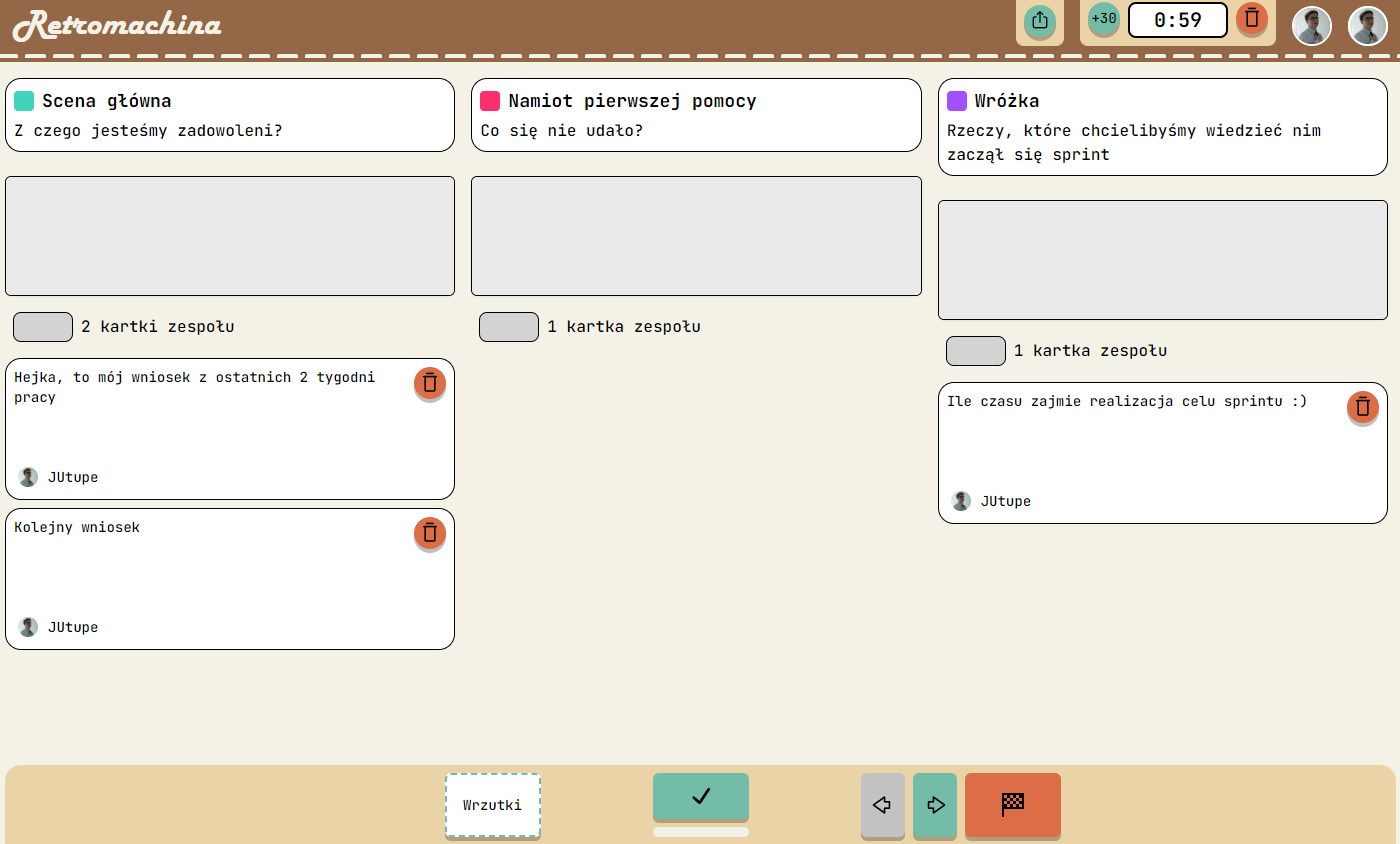 Retromachina
+30
0:59
Scena główna
Z czego jesteśmy zadowoleni?
2 kartki zespołu
Hejka, to mój wniosek z ostatnich 2 tygodni
pracy
JUtupe
Kolejny wniosek
JUtupe
Namiot pierwszej pomocy
Co się nie udało?
1 kartka zespołu
Wróżka
Rzeczy, które chcielibyśmy wiedzieć nim
zaczął się sprint
1 kartka zespołu
Ile czasu zajmie realizacja celu sprintu :)
JUtupe
Wrzutki